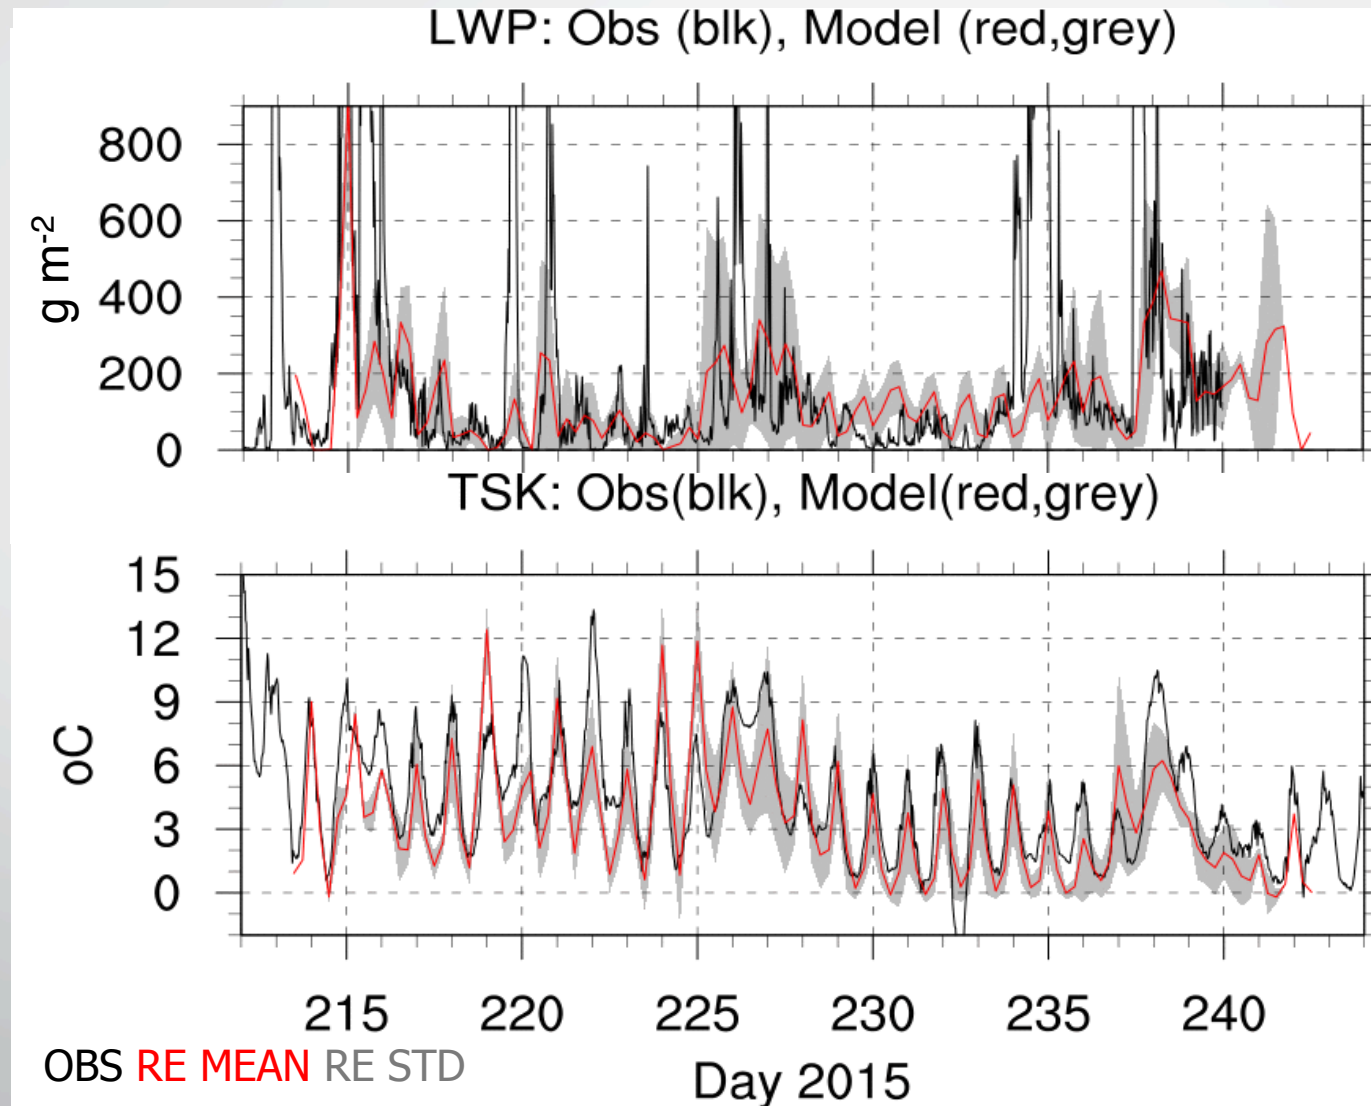 LWP: Obs (blk), Model (red,grey)
800
600
400
200
0
g m-2
TSK: Obs(blk), Model(red,grey)
15
12
9
6
3
0
oC
215 220 225 230 235 240
OBS RE MEAN RE STD
Day 2015